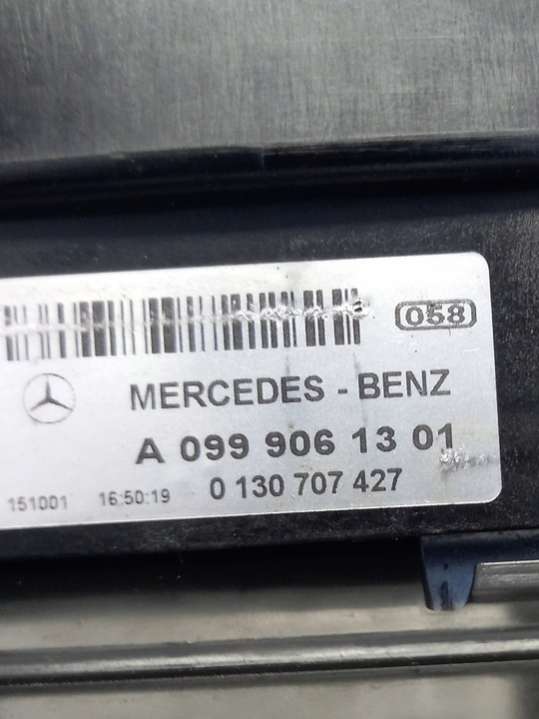 058
MERCEDES - BENZ
A 099 906 13 01
151001 16:50:19 0 130 707 427